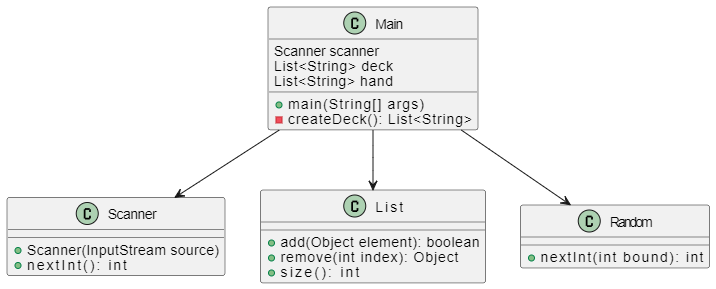 C Main
Scanner scanner
List<String> deck
List<String> hand
main(String[] args)
createDeck(): List<String>
C Scanner
Scanner(InputStream source)
nextInt(): int
C List
add(Object element): boolean
remove(int index): Object
size(): int
C Random
nextInt(int bound): int